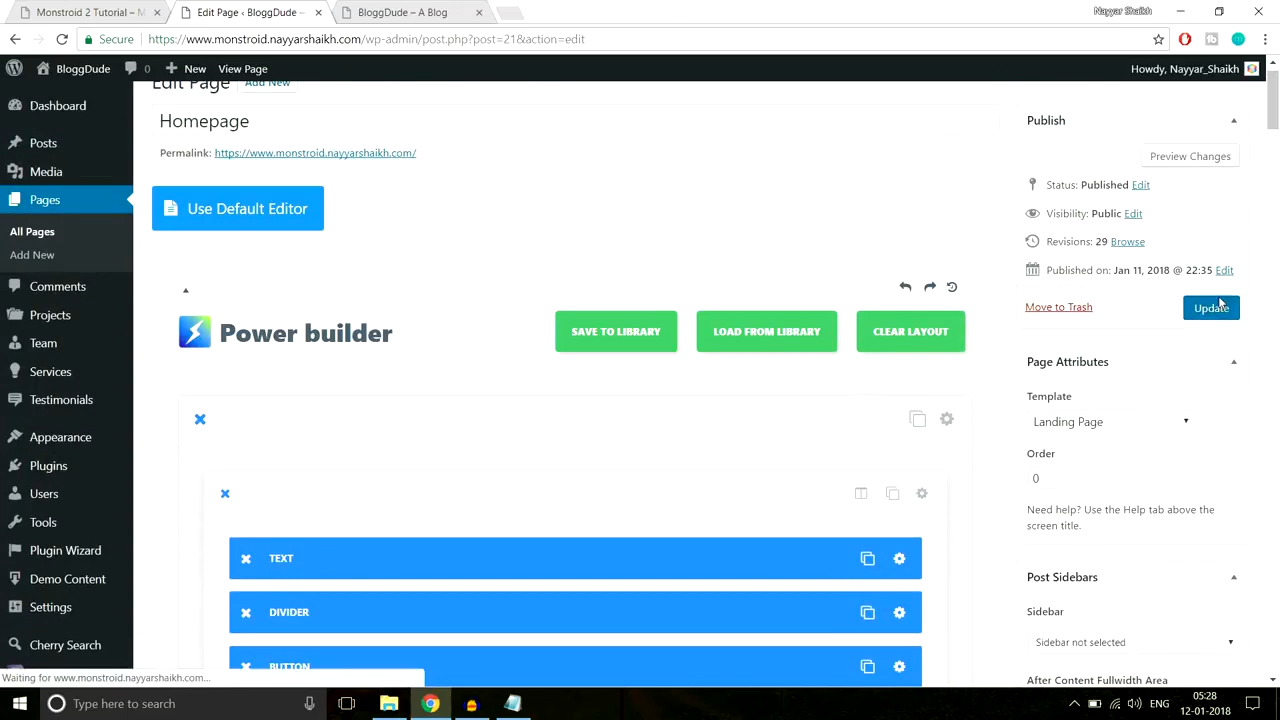 Monstroid 2 Tutorial – M
Edit Page ‹ BloggDude —
BloggDude – A Blog
Nayyar Shaikh
Secure
https://www.monstroid.nayyarshaikh.com/wp-admin/post.php?post=21&action=edit
BloggDude
0
New
View Page
Howdy, Nayyar_Shaikh
Edit Page
Add New
Dashboard
Posts
Media
Pages
All Pages
Add New
Comments
Projects
Team
Services
Testimonials
Appearance
Plugins
Users
Tools
Plugin Wizard
Demo Content
Settings
Cherry Search
Homepage
Permalink: https://www.monstroid.nayyarshaikh.com/
Use Default Editor
Power builder
SAVE TO LIBRARY
LOAD FROM LIBRARY
CLEAR LAYOUT
TEXT
DIVIDER
BUTTON
Publish
Preview Changes
Status: Published Edit
Visibility: Public Edit
Revisions: 29 Browse
Published on: Jan 11, 2018 @ 22:35 Edit
Move to Trash
Update
Page Attributes
Template
Landing Page
Order
0
Need help? Use the Help tab above the
screen title.
Post Sidebars
Sidebar
Sidebar not selected
After Content Fullwidth Area
Waiting for www.monstroid.nayyarshaikh.com...
Type here to search
ENG
05:28
12-01-2018